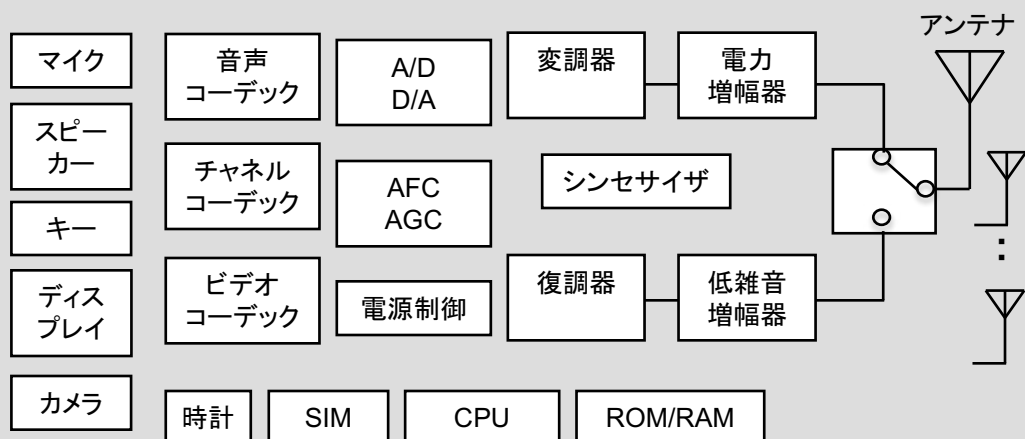 アンテナ
マイク
スピー
カー
キー
ディス
プレイ
カメラ
音声
コーデック
チャネル
コーデック
ビデオ
コーデック
A/D
D/A
AFC
AGC
電源制御
変調器
電力
増幅器
シンセサイザ
復調器
低雑音
増幅器
:
時計
SIM
CPU
ROM/RAM